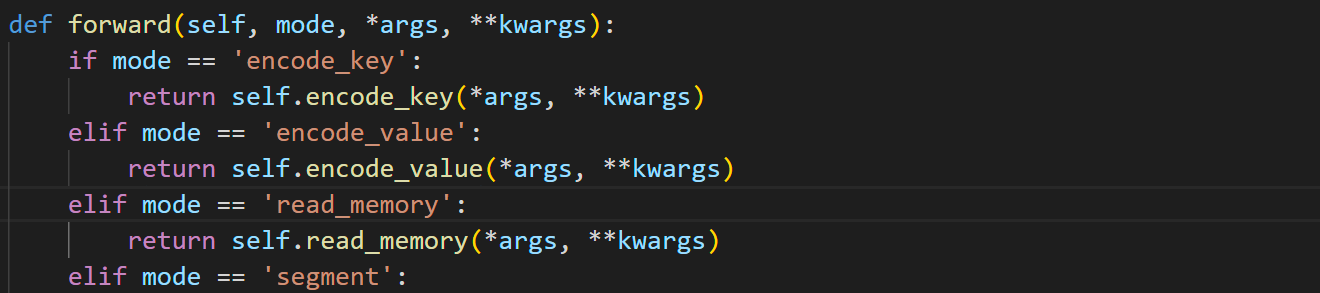 def forward(self, mode, *args, **kwargs):
    if mode == 'encode_key':
        return self.encode_key(*args, **kwargs)
    elif mode == 'encode_value':
        return self.encode_value(*args, **kwargs)
    elif mode == 'read_memory':
        return self.read_memory(*args, **kwargs)
    elif mode == 'segment':